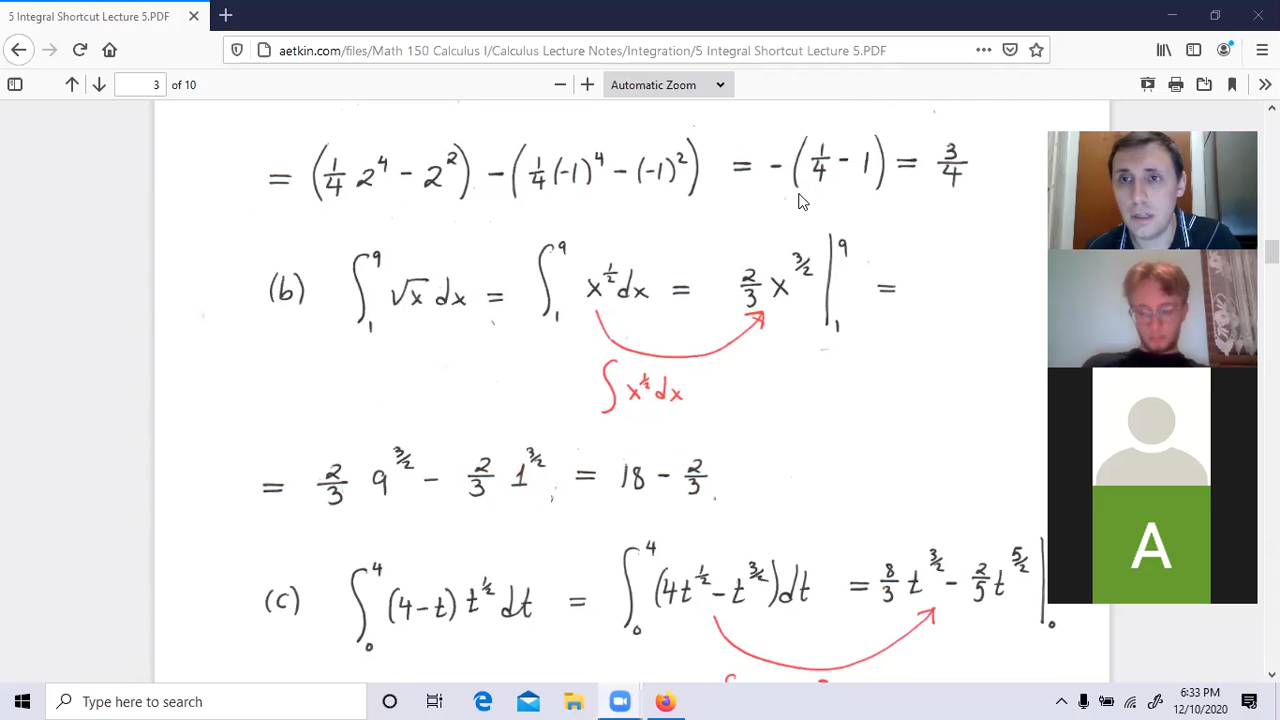 5 Integral Shortcut Lecture 5.PDF
aetkin.com/files/Math 150 Calculus I/Calculus Lecture Notes/Integration/5 Integral Shortcut Lecture 5.PDF
3 of 10
Automatic Zoom
= (1/4 2^4 - 2^2) - (1/4 (-1)^4 - (-1)^2) = -(1/4 - 1) = 3/4
(b) ∫_1^9 √x dx = ∫_1^9 x^{1/2} dx = 2/3 x^{3/2} |_1^9 =
∫ x^{1/2} dx
= 2/3 9^{3/2} - 2/3 1^{3/2} = 18 - 2/3
(c) ∫_0^4 (4-t) t^{1/2} dt = ∫_0^4 (4t^{1/2} - t^{3/2}) dt = 8/3 t^{3/2} - 2/5 t^{5/2} |_0
A
Type here to search
6:33 PM
12/10/2020